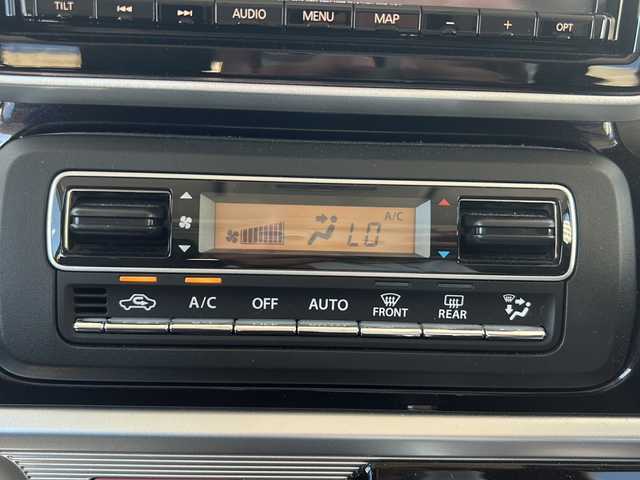 TILT AUDIO MENU MAP - + OPT
A/C
LO
A/C OFF AUTO FRONT REAR